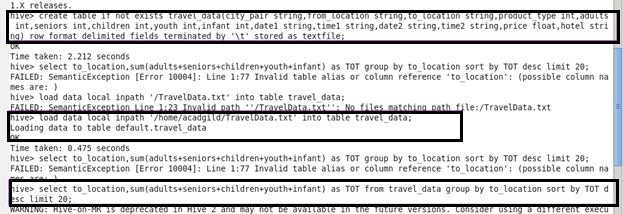 1.X releases.
hive> create table if not exists travel_data(city_pair string,from_location string,to_location string,product_type int,adults
int,seniors int,children int,youth int,infant int,date1 string,time1 string,date2 string,time2 string,price float,hotel stri
ng) row format delimited fields terminated by '\t' stored as textfile;
OK
Time taken: 2.212 seconds
hive> select to_location,sum(adults+seniors+children+youth+infant) as TOT group by to_location sort by TOT desc limit 20;
FAILED: SemanticException [Error 10004]: Line 1:77 Invalid table alias or column reference 'to_location': (possible column na
mes are: )
hive> load data local inpath '/TravelData.txt' into table travel_data;
FAILED: SemanticException Line 1:23 Invalid path ''/TravelData.txt'': No files matching path file:/TravelData.txt
hive> load data local inpath '/home/acadgild/TravelData.txt' into table travel_data;
Loading data to table default.travel_data
OK
Time taken: 0.475 seconds
hive> select to_location,sum(adults+seniors+children+youth+infant) as TOT group by to_location sort by TOT desc limit 20;
FAILED: SemanticException [Error 10004]: Line 1:77 Invalid table alias or column reference 'to_location': (possible column na
mes are: )
hive> select to_location,sum(adults+seniors+children+youth+infant) as TOT from travel_data group by to_location sort by TOT d
esc limit 20;
WARNING: Hive-on-MR is deprecated in Hive 2 and may not be available in the future versions. Consider using a different execu